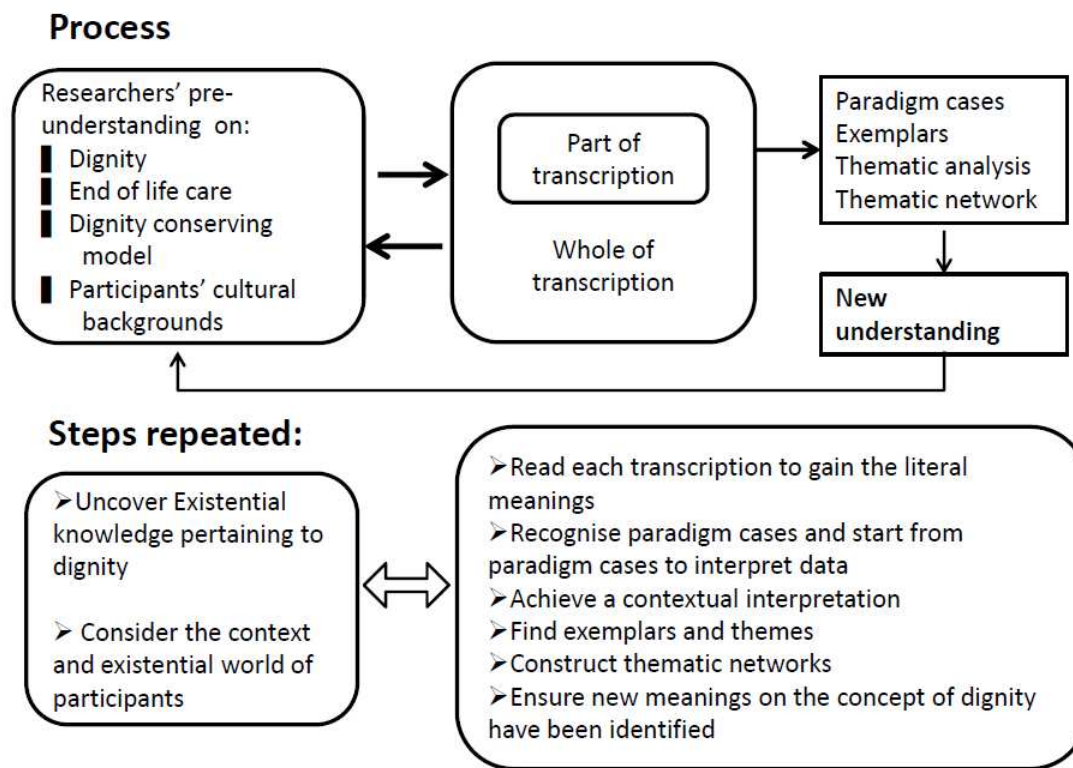 Process
Researchers' pre-
understanding on:
▌ Dignity
▌ End of life care
▌ Dignity conserving
model
▌ Participants' cultural
backgrounds
Part of
transcription
Whole of
transcription
Paradigm cases
Exemplars
Thematic analysis
Thematic network
New
understanding
Steps repeated:
➢Uncover Existential
knowledge pertaining to
dignity
➢ Consider the context
and existential world of
participants
➢Read each transcription to gain the literal
meanings
➢Recognise paradigm cases and start from
paradigm cases to interpret data
➢Achieve a contextual interpretation
➢Find exemplars and themes
➢Construct thematic networks
➢Ensure new meanings on the concept of dignity
have been identified